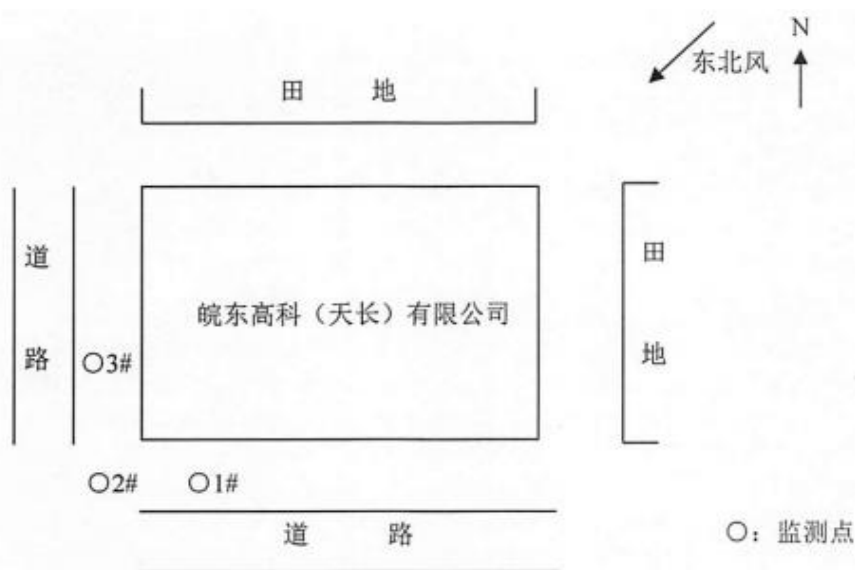 N
东北风
田 地
道 路
皖东高科（天长）有限公司
田 地
○3#
○2#
○1#
道 路
○：监测点